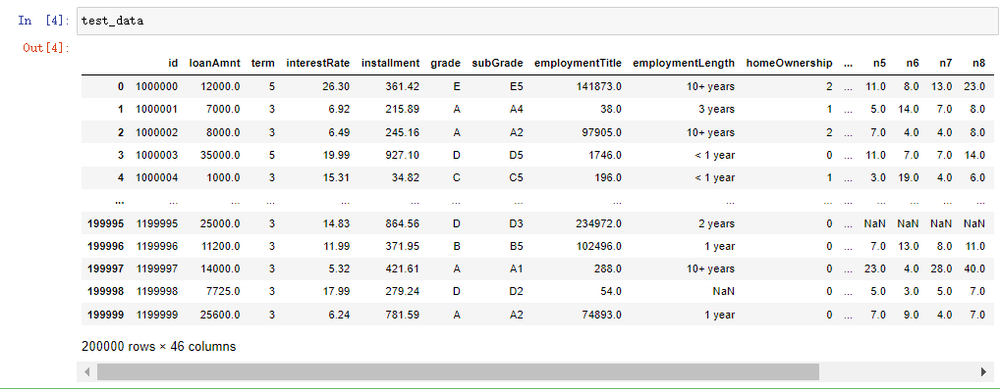 In [4]: test_data
Out[4]:
id loanAmnt term interestRate installment grade subGrade employmentTitle employmentLength homeOwnership ... n5 n6 n7 n8
0 1000000 12000.0 5 26.30 361.42 E E5 141873.0 10+ years 2 ... 11.0 8.0 13.0 23.0
1 1000001 7000.0 3 6.92 215.89 A A4 38.0 3 years 1 ... 5.0 14.0 7.0 8.0
2 1000002 8000.0 3 6.49 245.16 A A2 97905.0 10+ years 2 ... 7.0 4.0 4.0 8.0
3 1000003 35000.0 5 19.99 927.10 D D5 1746.0 < 1 year 0 ... 11.0 7.0 7.0 14.0
4 1000004 1000.0 3 15.31 34.82 C C5 196.0 < 1 year 1 ... 3.0 19.0 4.0 6.0
... ... ... ... ... ... ... ... ... ... ... ... ... ... ... ...
199995 1199995 25000.0 3 14.83 864.56 D D3 234972.0 2 years 0 ... NaN NaN NaN NaN
199996 1199996 11200.0 3 11.99 371.95 B B5 102496.0 1 year 0 ... 7.0 13.0 8.0 11.0
199997 1199997 14000.0 3 5.32 421.61 A A1 288.0 10+ years 0 ... 23.0 4.0 28.0 40.0
199998 1199998 7725.0 3 17.99 279.24 D D2 54.0 NaN 0 ... 5.0 3.0 5.0 7.0
199999 1199999 25600.0 3 6.24 781.59 A A2 74893.0 1 year 0 ... 7.0 9.0 4.0 7.0
200000 rows × 46 columns